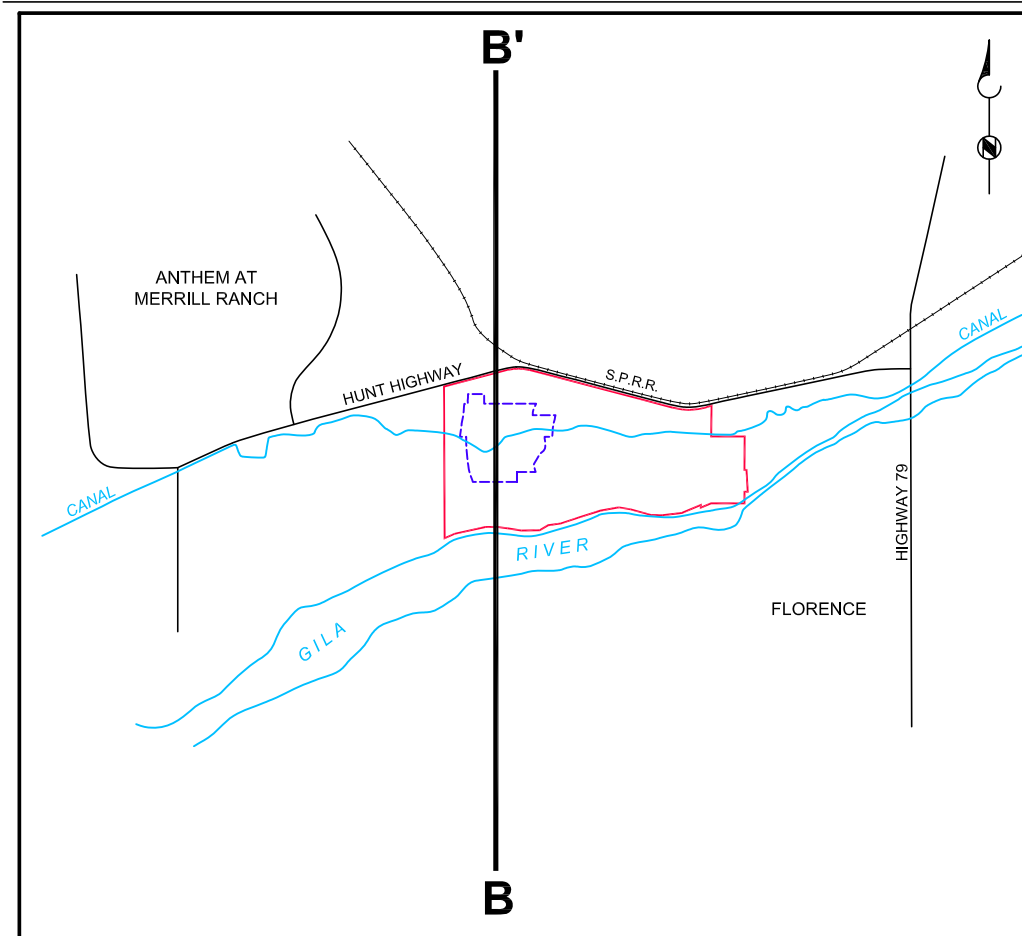 B'
N
ANTHEM AT
MERRILL RANCH
CANAL
HUNT HIGHWAY
S.P.R.R.
CANAL
HIGHWAY 79
RIVER
GILA
FLORENCE
B